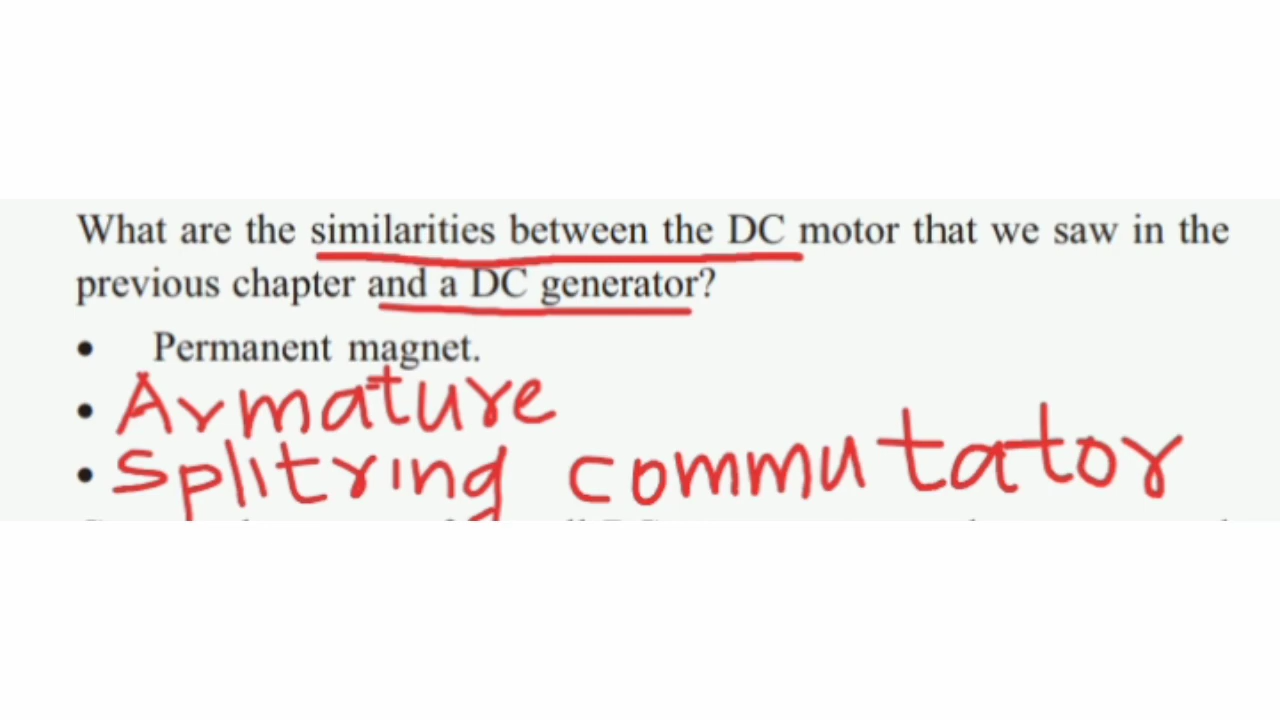 What are the similarities between the DC motor that we saw in the
previous chapter and a DC generator?
• Permanent magnet.
• Armature
• Splitring commutator